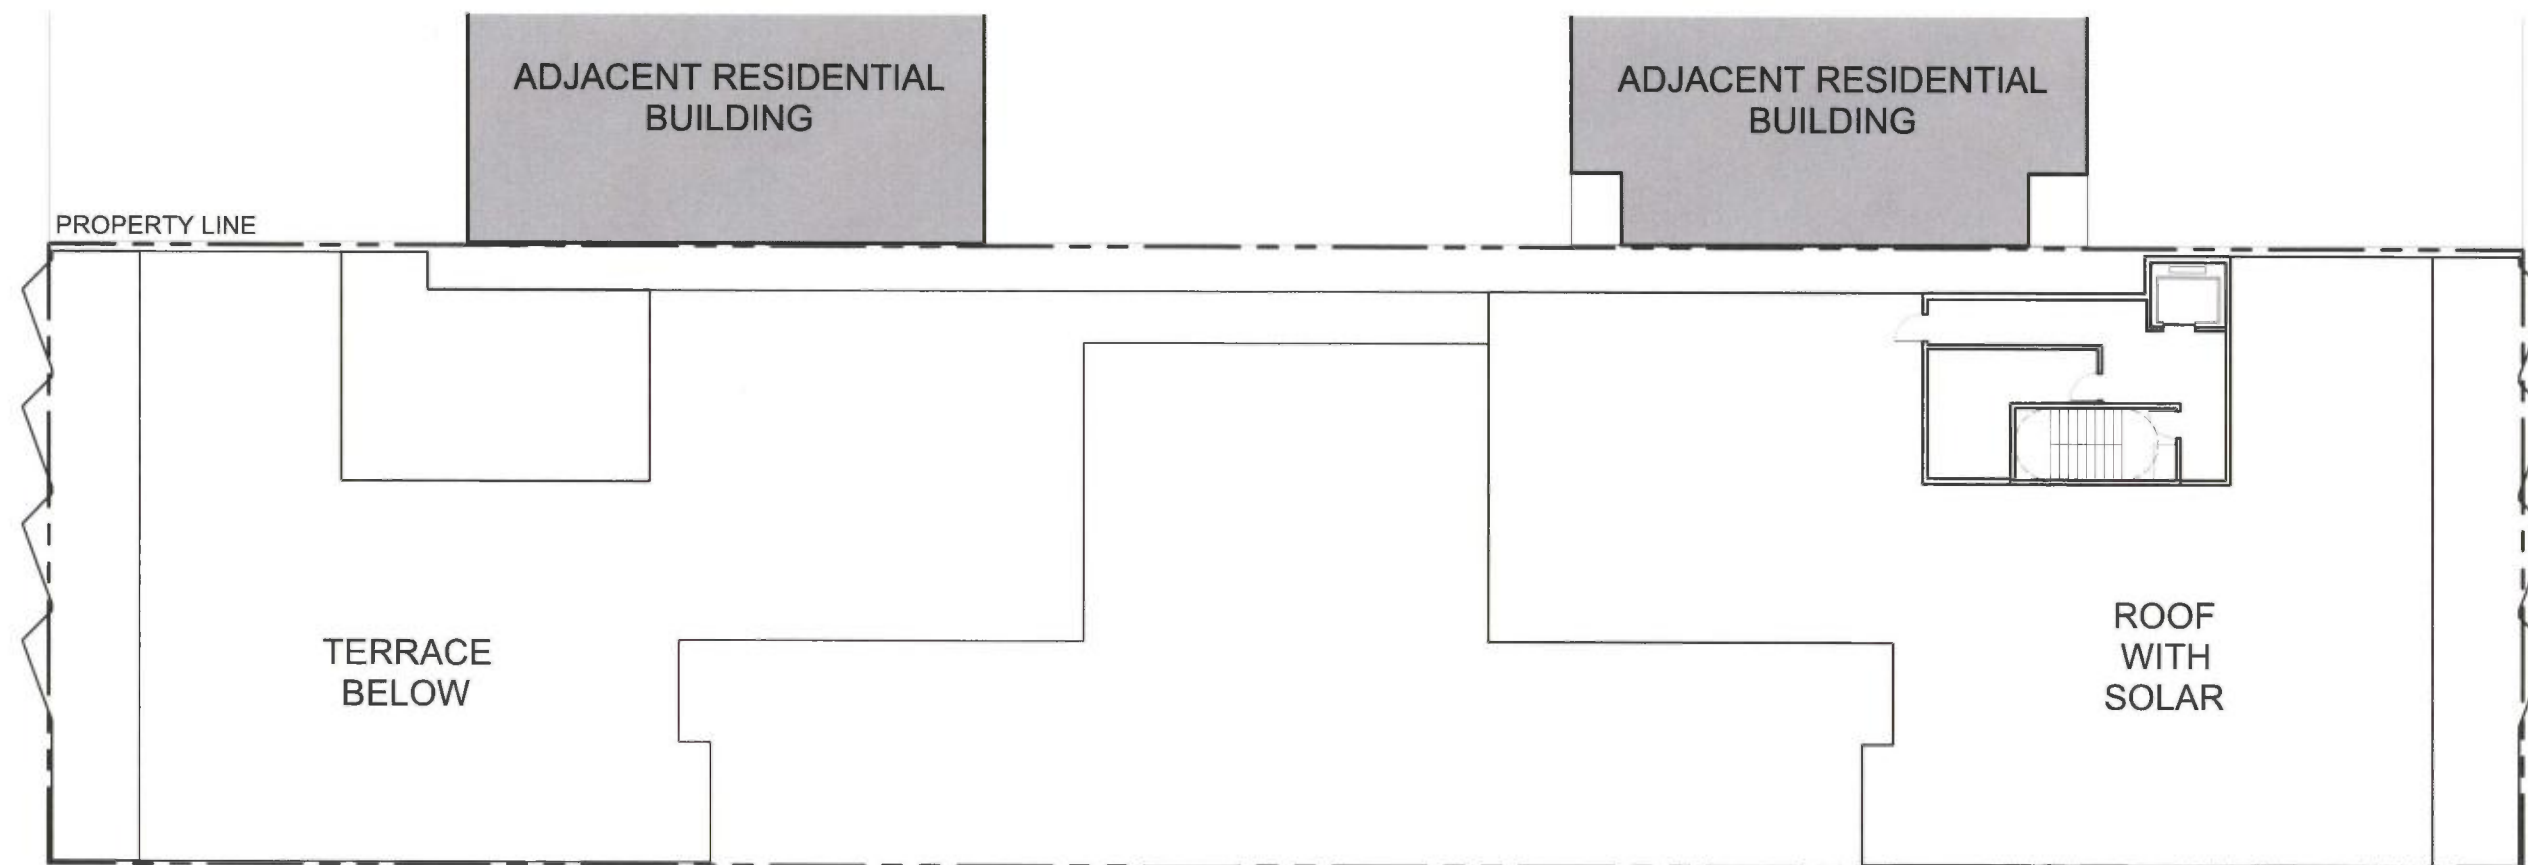 ADJACENT RESIDENTIAL
BUILDING
ADJACENT RESIDENTIAL
BUILDING
PROPERTY LINE
TERRACE
BELOW
ROOF
WITH
SOLAR